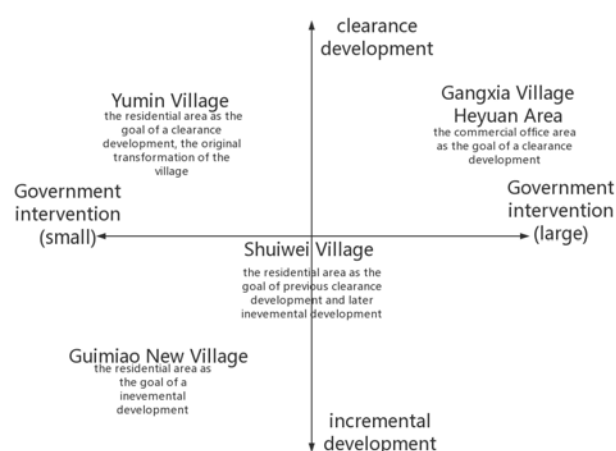 clearance
development
Yumin Village
the residential area as the
goal of a clearance
development, the original
transformation of the
village
Gangxia Village
Heyuan Area
the commercial office area
as the goal of a clearance
development
Government
intervention
(small)
Government
intervention
(large)
Shuiwei Village
the residential area as the
goal of previous clearance
development and later
inevemental development
Guimiao New Village
the residential area as
the goal of a
inevemental
development
incremental
development